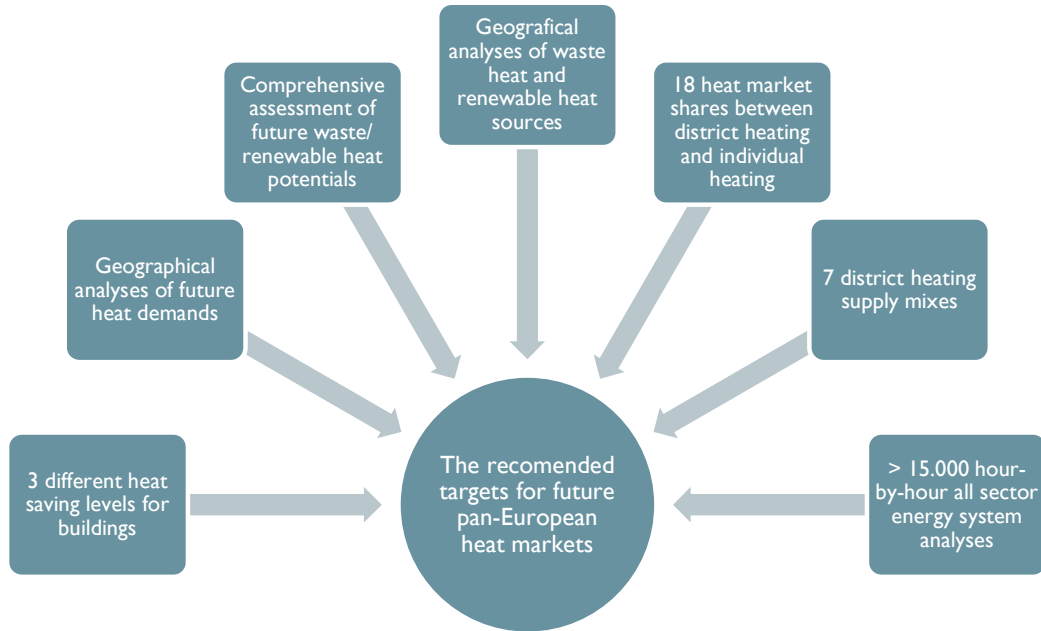 3 different heat
saving levels for
buildings
Geographical
analyses of future
heat demands
Comprehensive
assessment of
future waste/
renewable heat
potentials
Geografical
analyses of waste
heat and
renewable heat
sources
18 heat market
shares between
district heating
and individual
heating
7 district heating
supply mixes
> 15.000 hour-
by-hour all sector
energy system
analyses
The recomended
targets for future
pan-European
heat markets